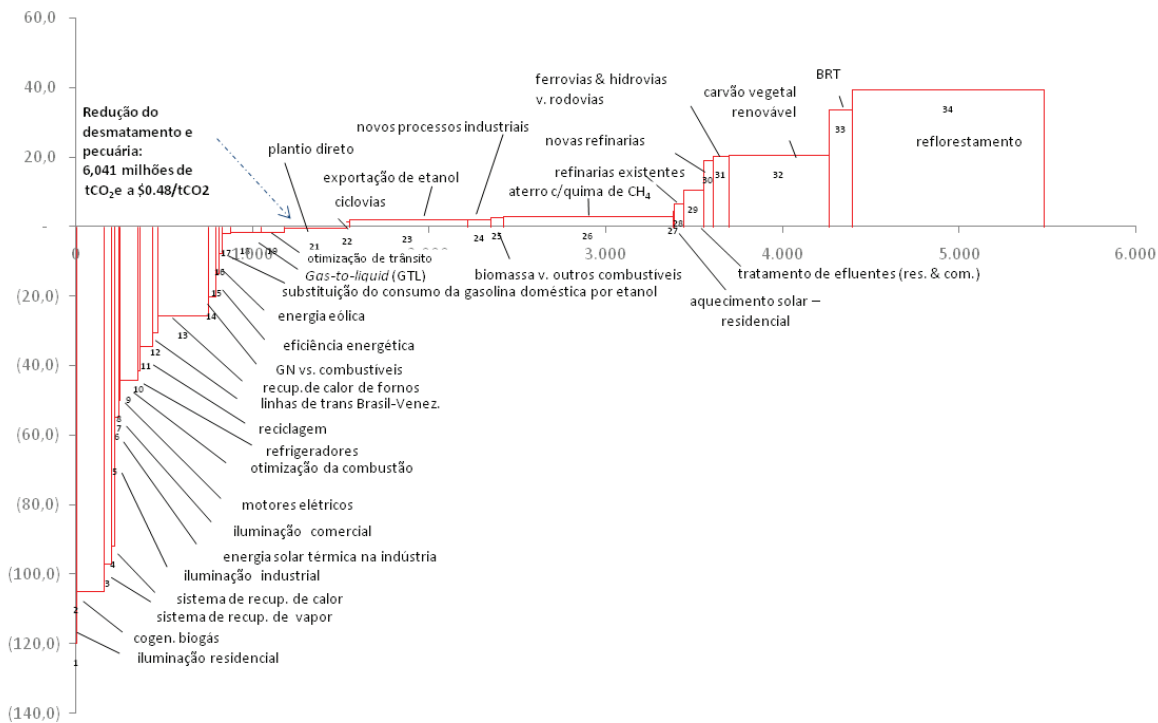 60,0
40,0
20,0
-
(20,0)
(40,0)
(60,0)
(80,0)
(100,0)
(120,0)
(140,0)
0
1.000
2.000
3.000
4.000
5.000
6.000
Redução do
desmatamento e
pecuária:
6,041 milhões de
tCO₂e a $0.48/tCO2
plantio direto
ciclovias
exportação de etanol
novos processos industriais
aterro c/quima de CH₄
refinarias existentes
novas refinarias
ferrovias & hidrovias
v. rodovias
carvão vegetal
renovável
BRT
reflorestamento
otimização de trânsito
Gas-to-liquid (GTL)
substituição do consumo da gasolina doméstica por etanol
energia eólica
eficiência energética
GN vs. combustíveis
recup.de calor de fornos
linhas de trans Brasil-Venez.
reciclagem
refrigeradores
otimização da combustão
motores elétricos
iluminação comercial
energia solar térmica na indústria
iluminação industrial
sistema de recup. de calor
sistema de recup. de vapor
cogen. biogás
iluminação residencial
biomassa v. outros combustíveis
aquecimento solar –
residencial
tratamento de efluentes (res. & com.)
1
2
3
4
5
6
7
8
9
10
11
12
13
14
15
16
17
18
19
21
22
23
24
25
26
27
28
29
30
31
32
33
34